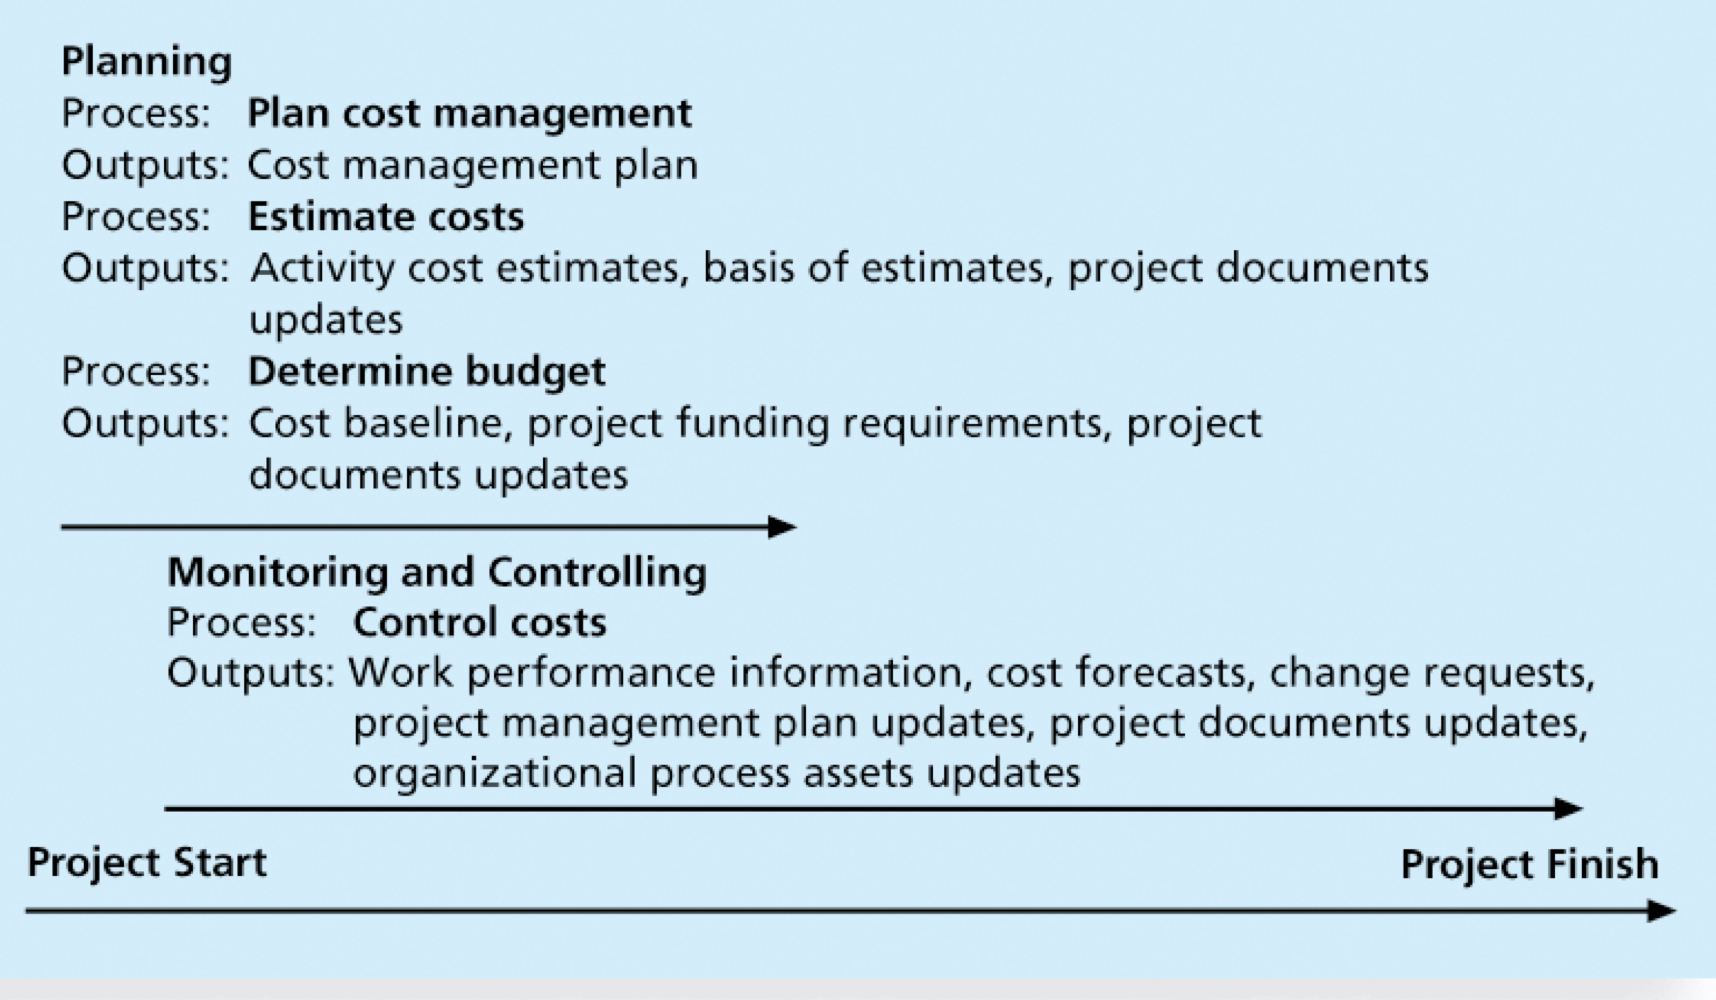 Planning
Process: Plan cost management
Outputs: Cost management plan
Process: Estimate costs
Outputs: Activity cost estimates, basis of estimates, project documents
updates
Process: Determine budget
Outputs: Cost baseline, project funding requirements, project
documents updates
Monitoring and Controlling
Process: Control costs
Outputs: Work performance information, cost forecasts, change requests,
project management plan updates, project documents updates,
organizational process assets updates
Project Start Project Finish